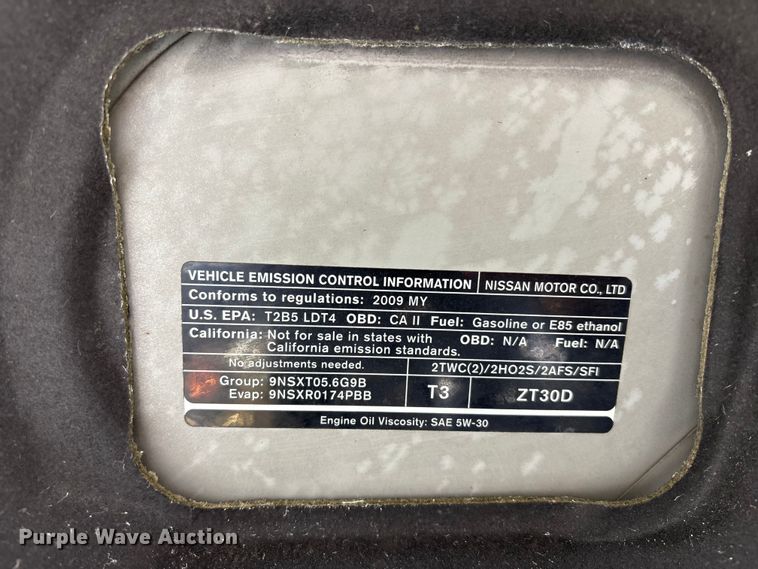 VEHICLE EMISSION CONTROL INFORMATION NISSAN MOTOR CO., LTD
Conforms to regulations: 2009 MY
U.S. EPA: T2B5 LDT4 OBD: CA II Fuel: Gasoline or E85 ethanol
California: Not for sale in states with California emission standards. OBD: N/A Fuel: N/A
No adjustments needed. 2TWC(2)/2HO2S/2AFS/SFI
Group: 9NSXT05.6G9B
Evap: 9NSXR0174PBB
T3 ZT30D
Engine Oil Viscosity: SAE 5W-30
Purple Wave Auction